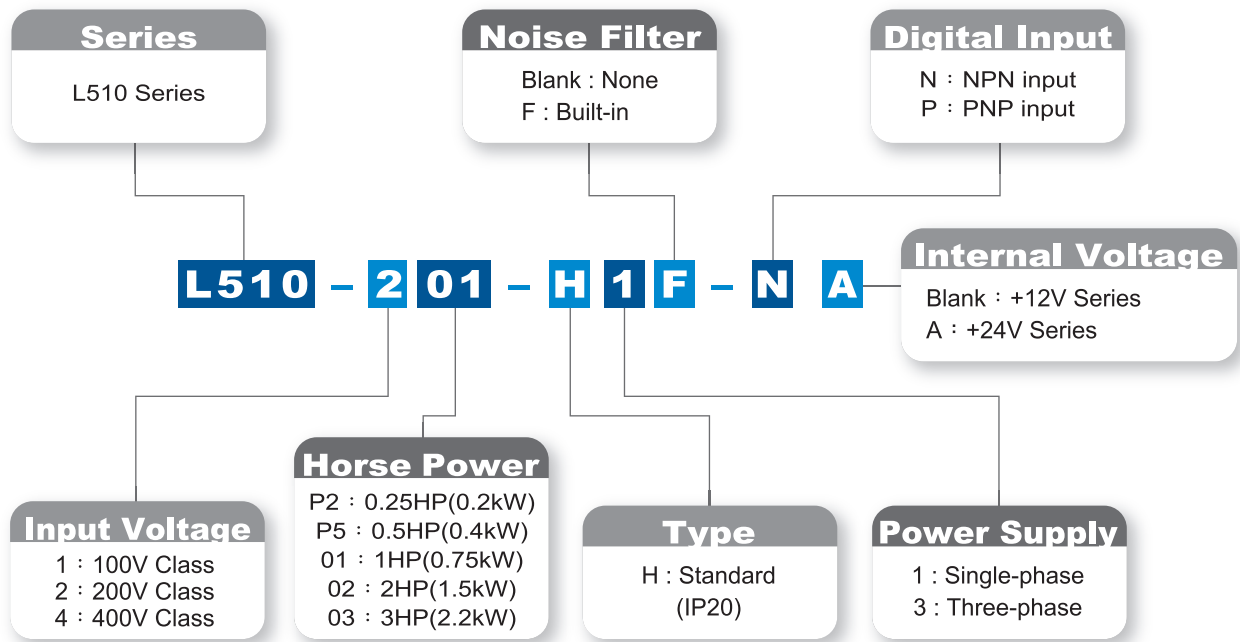 Series
L510 Series
Noise Filter
Blank : None
F : Built-in
Digital Input
N : NPN input
P : PNP input
L510 – 2 01 – H 1 F – N A
Internal Voltage
Blank : +12V Series
A : +24V Series
Input Voltage
1 : 100V Class
2 : 200V Class
4 : 400V Class
Horse Power
P2 : 0.25HP(0.2kW)
P5 : 0.5HP(0.4kW)
01 : 1HP(0.75kW)
02 : 2HP(1.5kW)
03 : 3HP(2.2kW)
Type
H : Standard
(IP20)
Power Supply
1 : Single-phase
3 : Three-phase